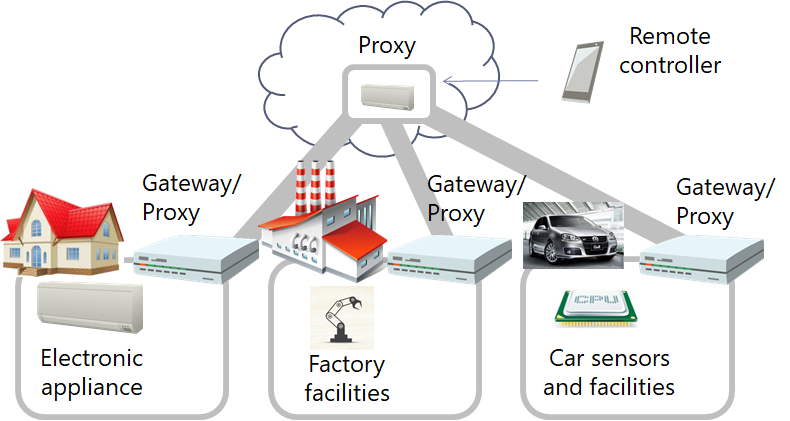 Proxy
Remote
controller
Gateway/
Proxy
Gateway/
Proxy
Gateway/
Proxy
CPU
Electronic
appliance
Factory
facilities
Car sensors
and facilities